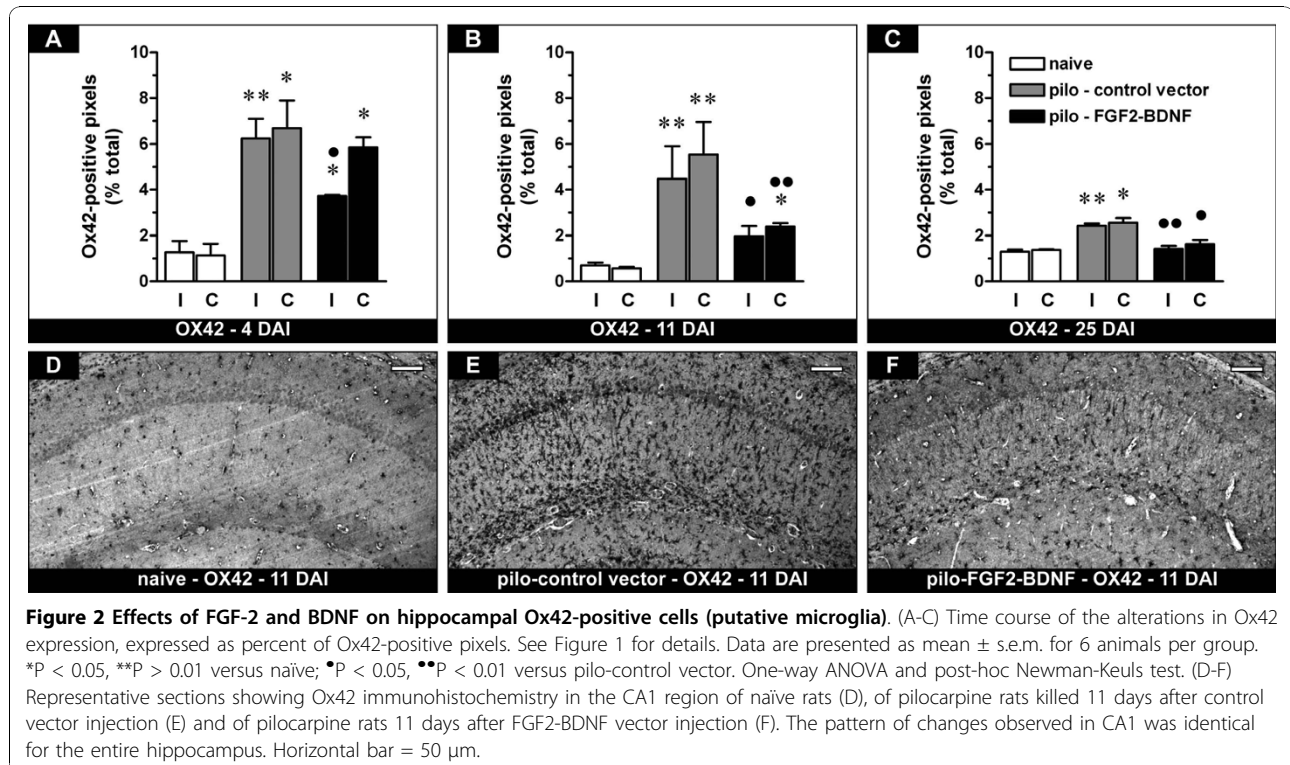 A
B
C
10
8
6
4
2
0
Ox42-positive pixels
(% total)
** * ● * *
I C I C I C
OX42 - 4 DAI
10
8
6
4
2
0
Ox42-positive pixels
(% total)
** ** ● ●● *
I C I C I C
OX42 - 11 DAI
10
8
6
4
2
0
Ox42-positive pixels
(% total)
naive
pilo - control vector
pilo - FGF2-BDNF
** * ●● ●
I C I C I C
OX42 - 25 DAI
D
naive - OX42 - 11 DAI
E
pilo-control vector - OX42 - 11 DAI
F
pilo-FGF2-BDNF - OX42 - 11 DAI
Figure 2 Effects of FGF-2 and BDNF on hippocampal Ox42-positive cells (putative microglia). (A-C) Time course of the alterations in Ox42
expression, expressed as percent of Ox42-positive pixels. See Figure 1 for details. Data are presented as mean ± s.e.m. for 6 animals per group.
*P < 0.05, **P > 0.01 versus naïve; ●P < 0.05, ●●P < 0.01 versus pilo-control vector. One-way ANOVA and post-hoc Newman-Keuls test. (D-F)
Representative sections showing Ox42 immunohistochemistry in the CA1 region of naïve rats (D), of pilocarpine rats killed 11 days after control
vector injection (E) and of pilocarpine rats 11 days after FGF2-BDNF vector injection (F). The pattern of changes observed in CA1 was identical
for the entire hippocampus. Horizontal bar = 50 μm.